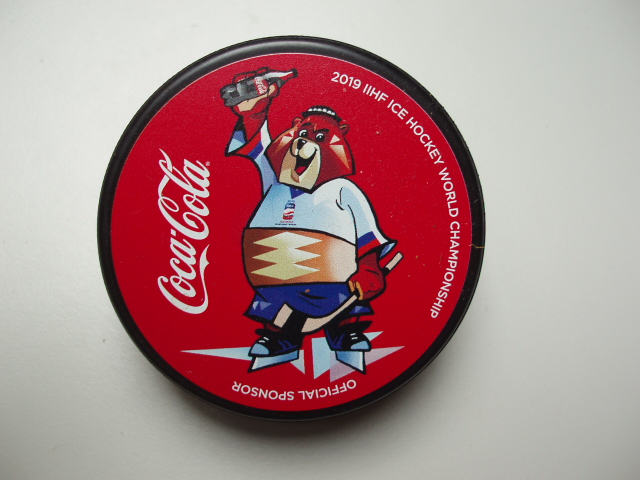 2019 IIHF ICE HOCKEY WORLD CHAMPIONSHIP
Coca-Cola
OFFICIAL SPONSOR